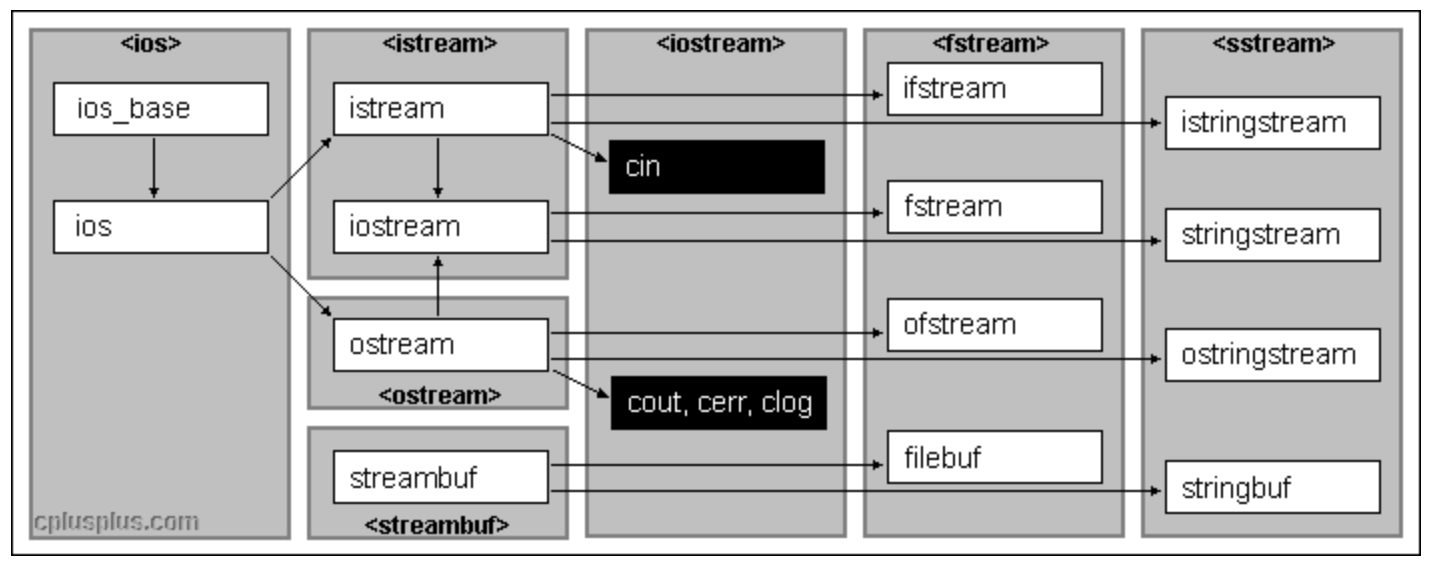 <ios>
ios_base
ios
cplusplus.com
<istream>
istream
iostream
ostream
<ostream>
streambuf
<streambuf>
<iostream>
cin
cout, cerr, clog
<fstream>
ifstream
fstream
ofstream
filebuf
<sstream>
istringstream
stringstream
ostringstream
stringbuf